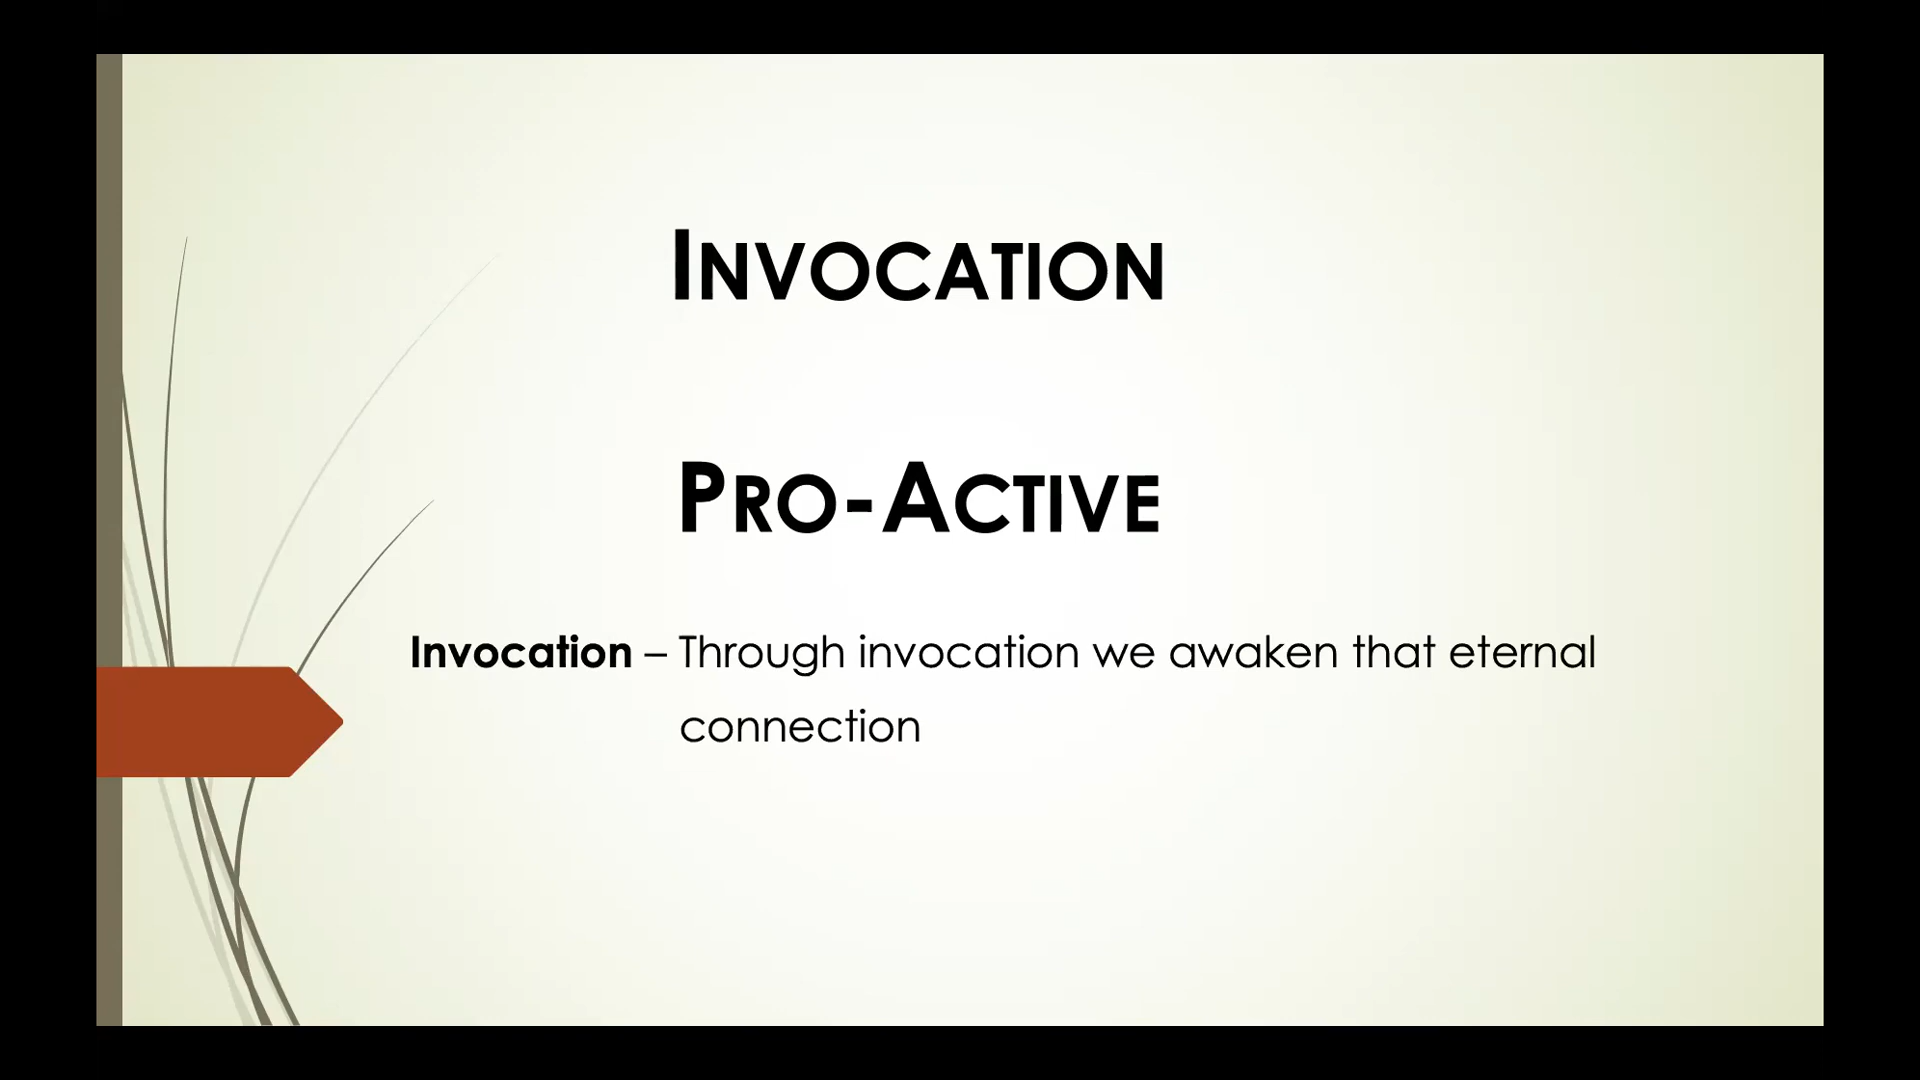 INVOCATION
PRO-ACTIVE
Invocation – Through invocation we awaken that eternal
connection